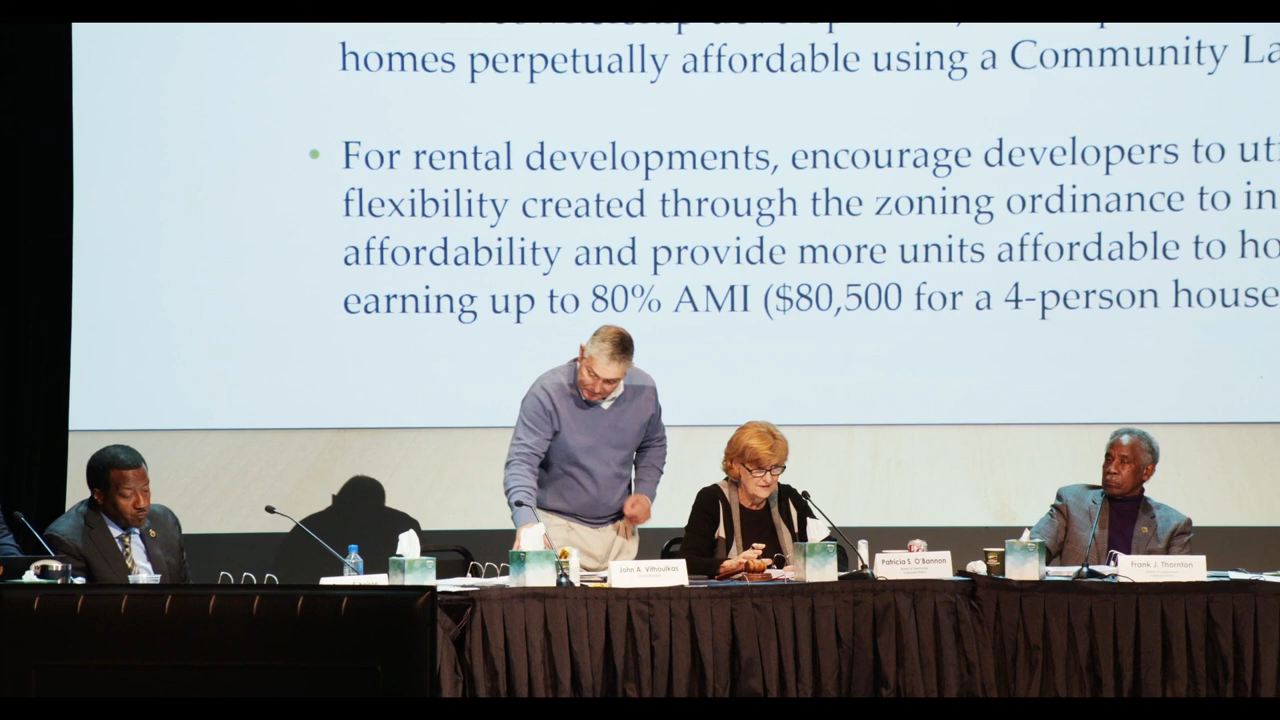 homes perpetually affordable using a Community La
• For rental developments, encourage developers to uti
flexibility created through the zoning ordinance to in
affordability and provide more units affordable to ho
earning up to 80% AMI ($80,500 for a 4-person house
John A. Vithoulkas
Patricia S. O'Bannon
Frank J. Thornton